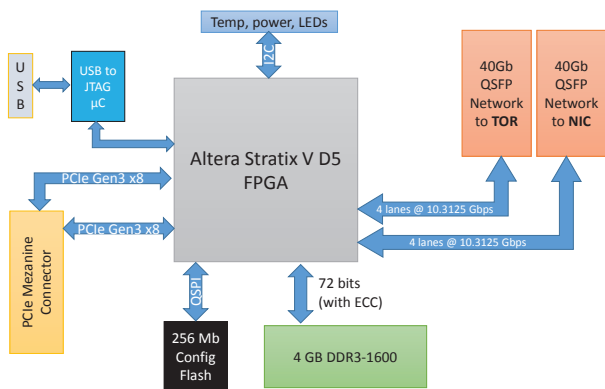 Temp, power, LEDs
I2C
U
S
B
USB to
JTAG
µC
40Gb
QSFP
Network
to TOR
40Gb
QSFP
Network
to NIC
Altera Stratix V D5
FPGA
PCIe Gen3 x8
PCIe Gen3 x8
4 lanes @ 10.3125 Gbps
4 lanes @ 10.3125 Gbps
PCIe Mezanine
Connector
QSPI
72 bits
(with ECC)
256 Mb
Config
Flash
4 GB DDR3-1600